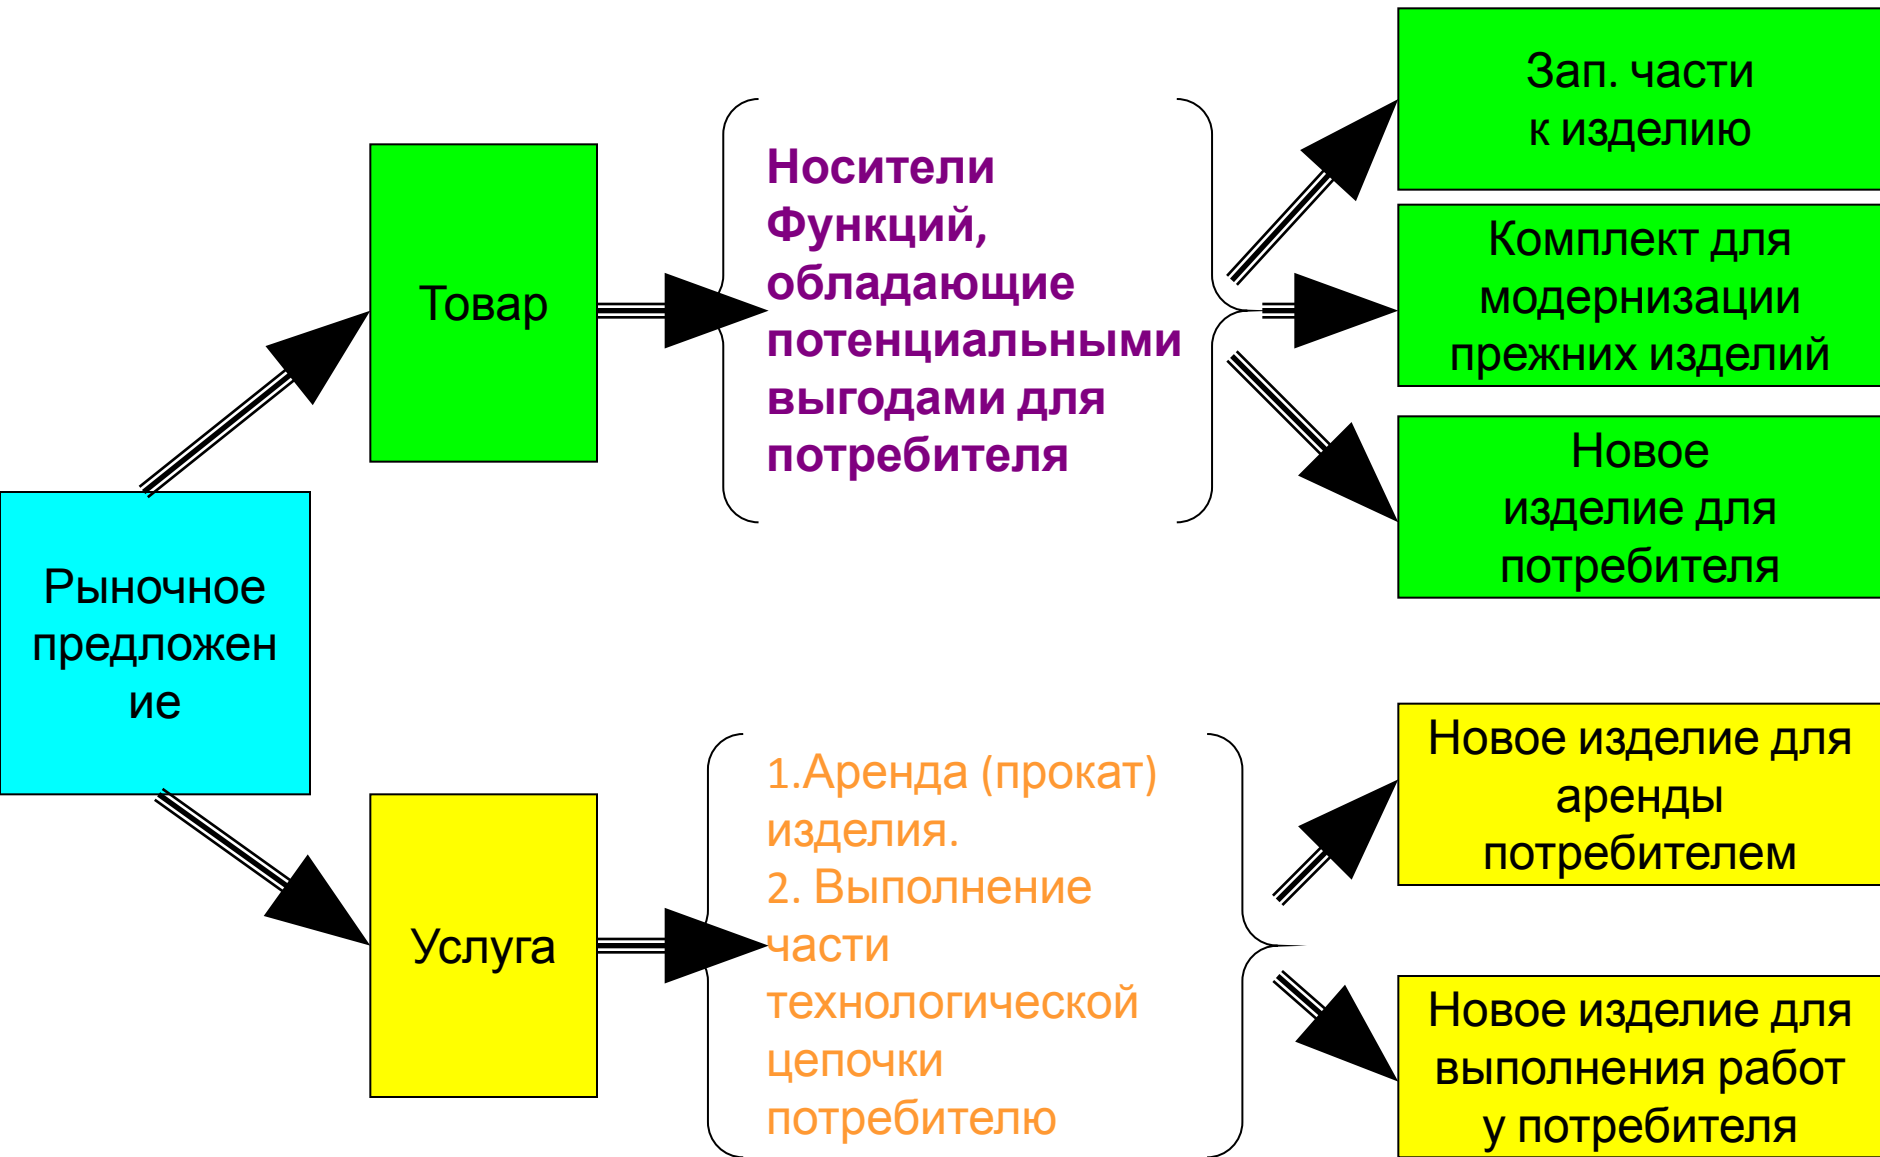 Рыночное
предложен
ие
Товар
Носители
Функций,
обладающие
потенциальными
выгодами для
потребителя
Зап. части
к изделию
Комплект для
модернизации
прежних изделий
Новое
изделие для
потребителя
Услуга
1.Аренда (прокат)
изделия.
2. Выполнение
части
технологической
цепочки
потребителю
Новое изделие для
аренды
потребителем
Новое изделие для
выполнения работ
у потребителя